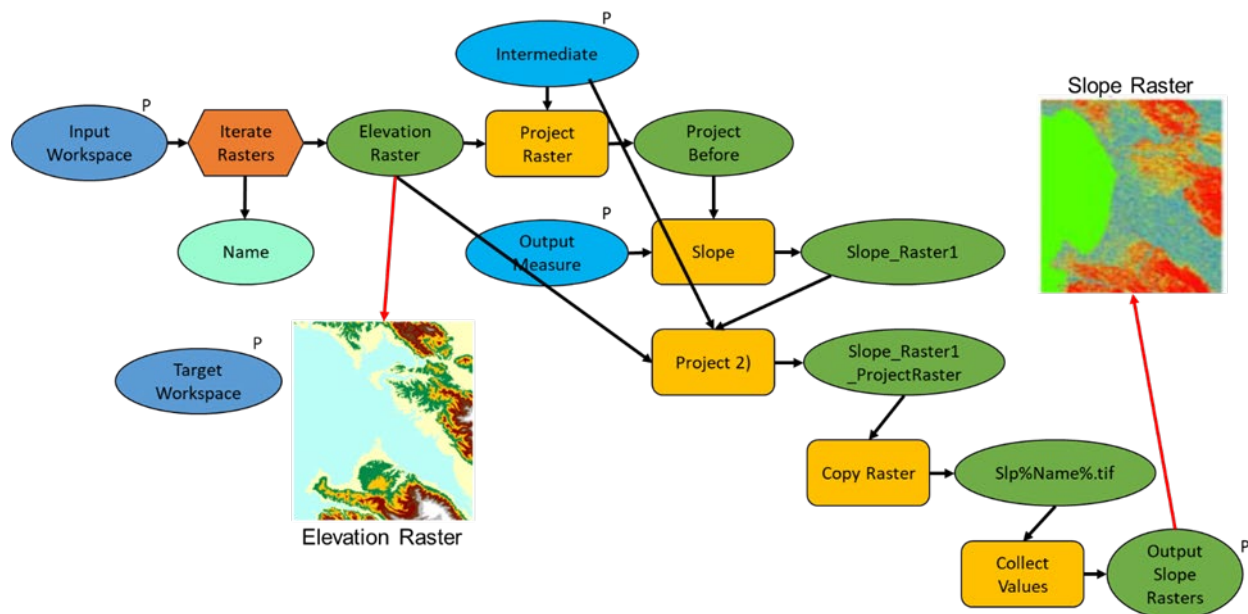 P
Intermediate
Slope Raster
P
Input
Workspace
Iterate
Rasters
Elevation
Raster
Project
Raster
Project
Before
Name
P
Output
Measure
Slope
Slope_Raster1
P
Target
Workspace
Project 2)
Slope_Raster1
_ProjectRaster
Copy Raster
Slp%Name%.tif
Elevation Raster
Collect
Values
Output
Slope
Rasters
P